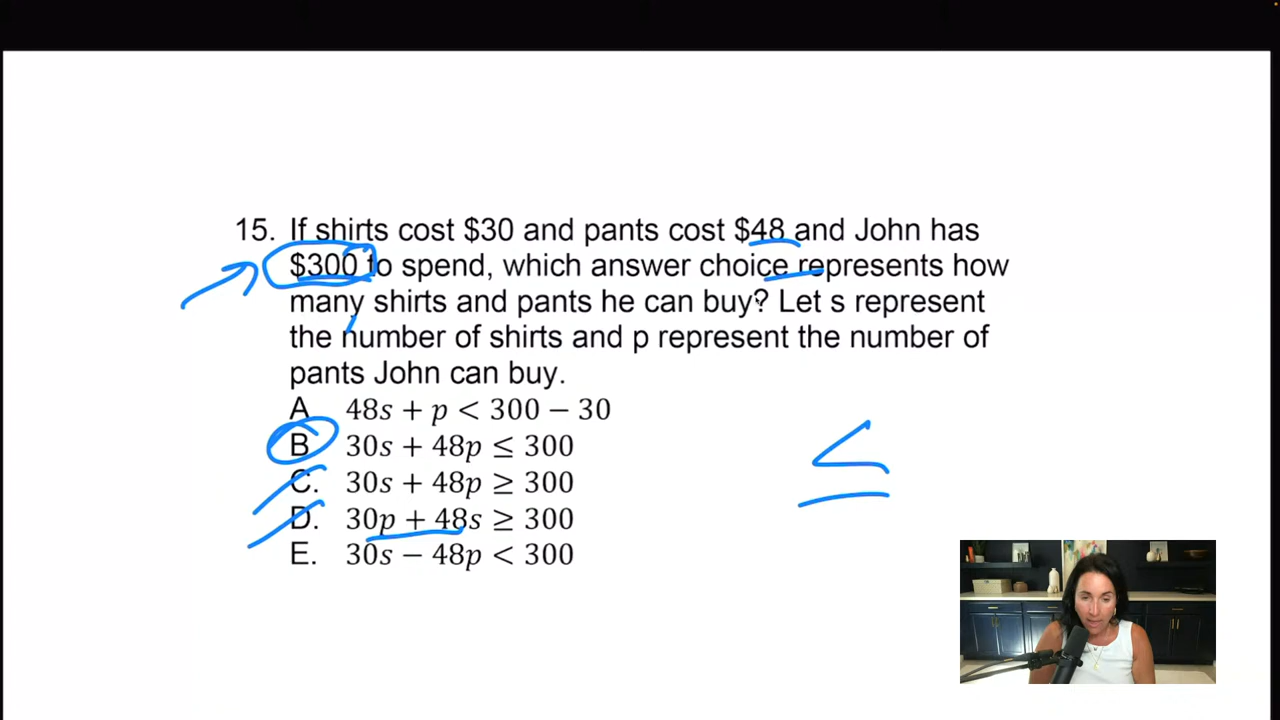 15. If shirts cost $30 and pants cost $48 and John has
$300 to spend, which answer choice represents how
many shirts and pants he can buy? Let s represent
the number of shirts and p represent the number of
pants John can buy.
A 48s + p < 300 − 30
B 30s + 48p ≤ 300
C. 30s + 48p ≥ 300
D. 30p + 48s ≥ 300
E. 30s − 48p < 300
≤